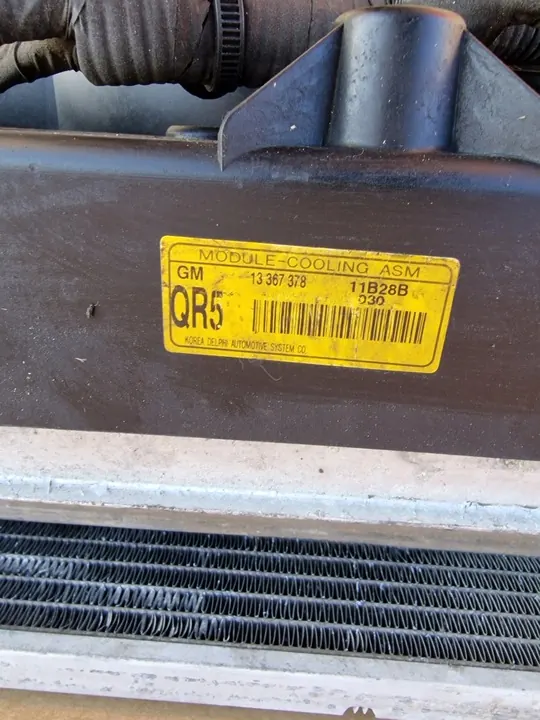 MODULE-COOLING ASM
GM 13 367 378 11B28B
QR5 030
KOREA DELPHI AUTOMOTIVE SYSTEM CO.